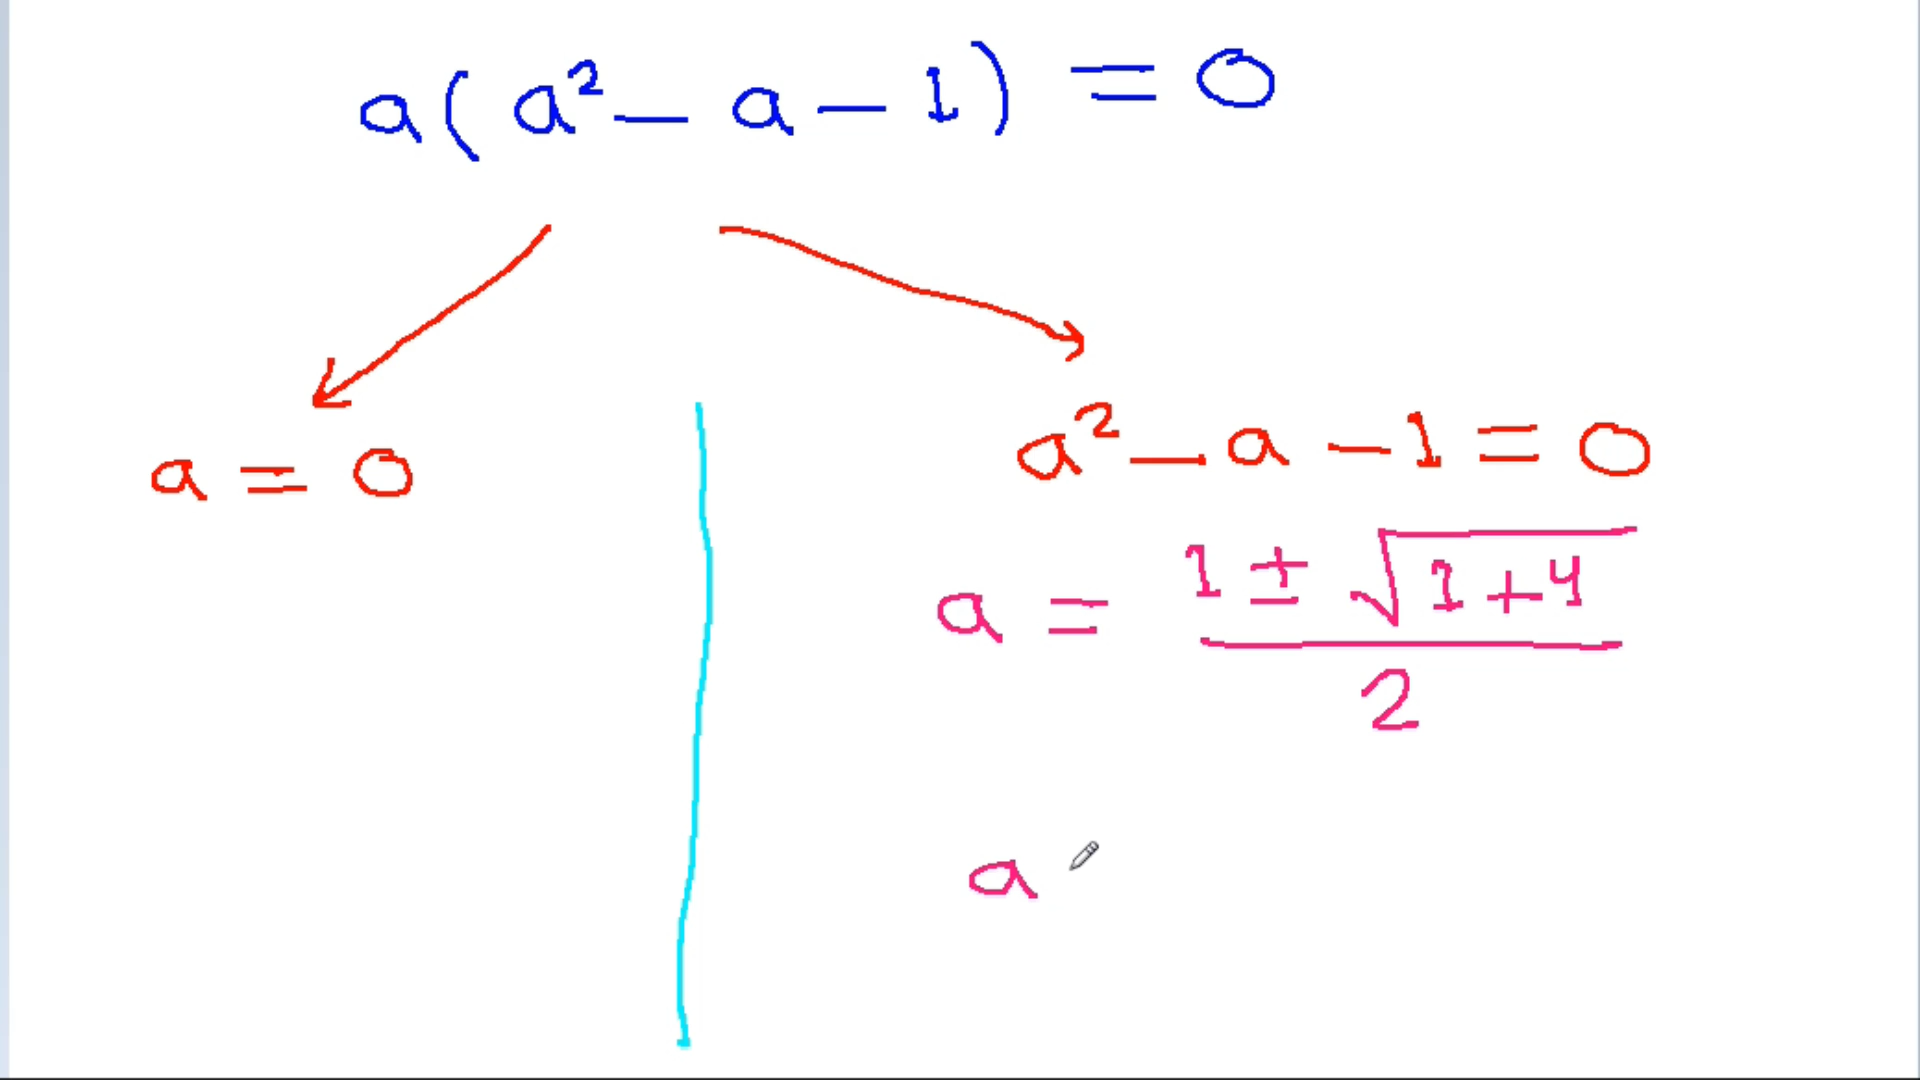 a(a² - a - 1) = 0
a = 0
a² - a - 1 = 0
a = (1 ± √(1+4))/2
a